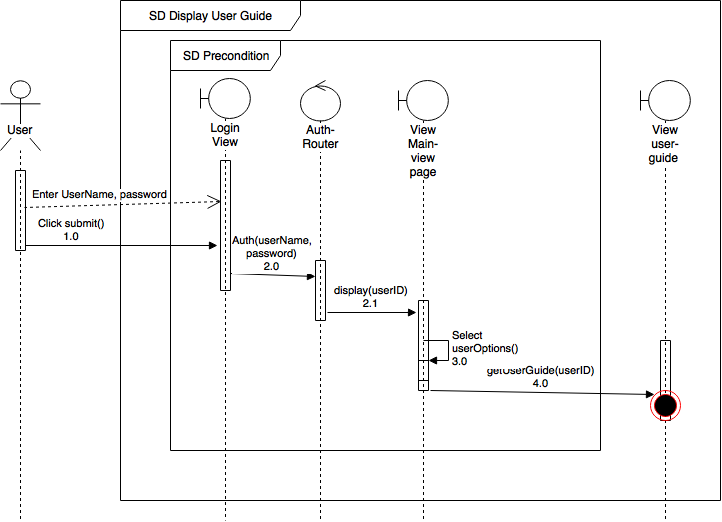 SD Display User Guide
SD Precondition
User
Login
View
Auth-
Router
View
Main-
view
page
View
user-
guide
Enter UserName, password
Click submit()
1.0
Auth(userName,
password)
2.0
display(userID)
2.1
Select
userOptions()
3.0
getUserGuide(userID)
4.0